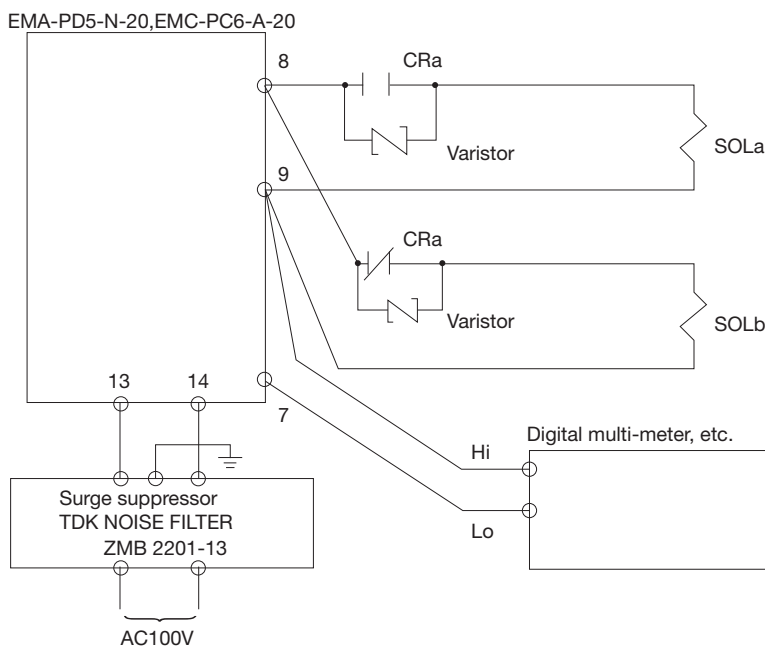 EMA-PD5-N-20,EMC-PC6-A-20
8
CRa
Varistor
SOLa
9
CRa
Varistor
SOLb
13
14
7
Hi
Digital multi-meter, etc.
Lo
Surge suppressor
TDK NOISE FILTER
ZMB 2201-13
AC100V